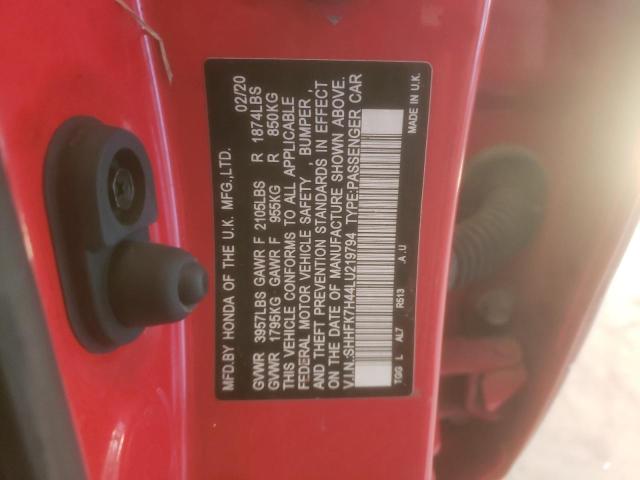 MFD.BY HONDA OF THE U.K. MFG.,LTD. 02/20
GVWR 3957LBS GAWR F 2105LBS R 1874LBS
GVWR 1795KG GAWR F 955KG R 850KG
THIS VEHICLE CONFORMS TO ALL APPLICABLE
FEDERAL MOTOR VEHICLE SAFETY , BUMPER ,
AND THEFT PREVENTION STANDARDS IN EFFECT
ON THE DATE OF MANUFACTURE SHOWN ABOVE.
V.I.N.:SHHFK7H44LU219794 TYPE:PASSENGER CAR
TGG L AL7 R513 .A.U MADE IN U.K.